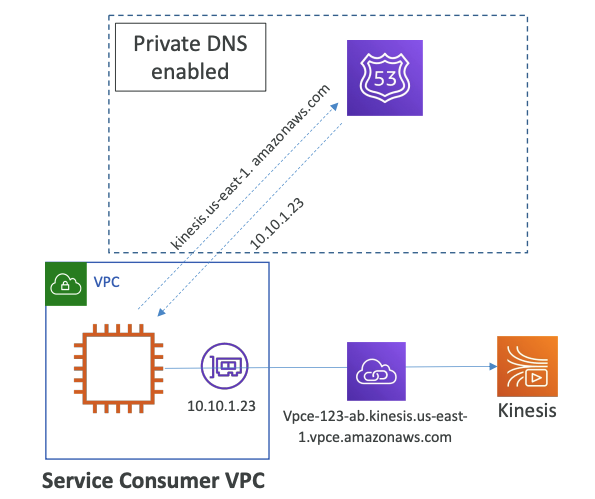 Private DNS
enabled
53
kinesis.us-east-1. amazonaws.com
10.10.1.23
VPC
10.10.1.23
Vpce-123-ab.kinesis.us-east-
1.vpce.amazonaws.com
Kinesis
Service Consumer VPC